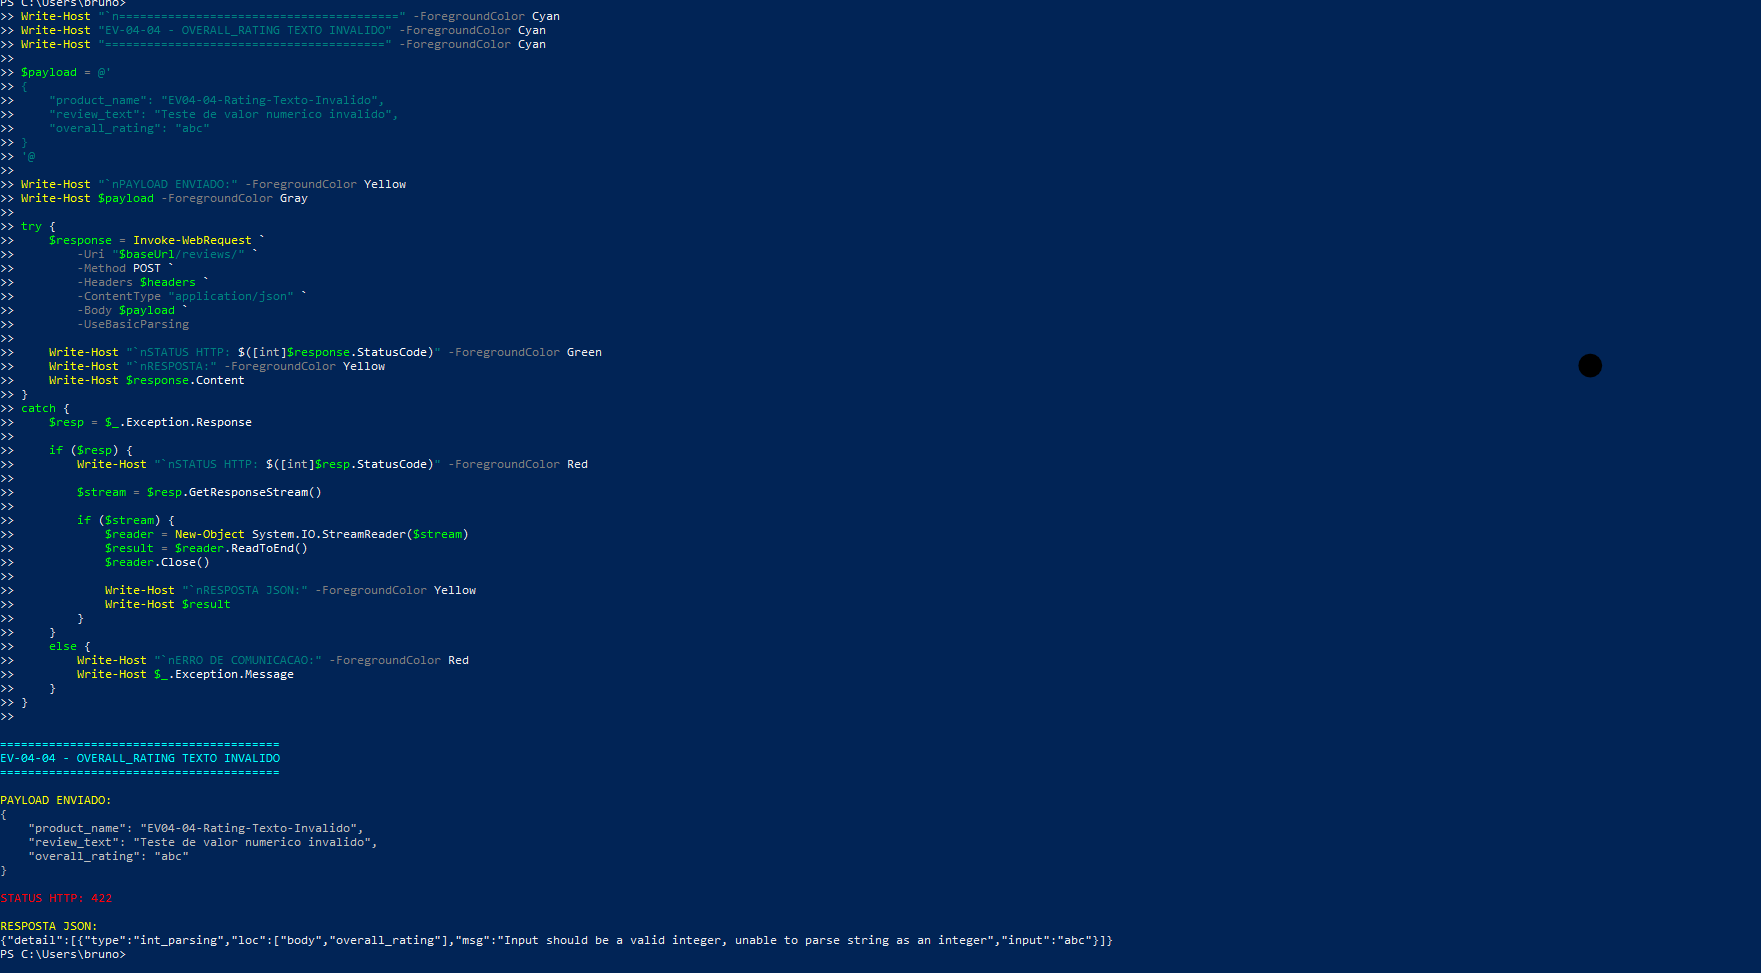 PS C:\Users\bruno>
>> Write-Host "`n========================================" -ForegroundColor Cyan
>> Write-Host "EV-04-04 - OVERALL_RATING TEXTO INVALIDO" -ForegroundColor Cyan
>> Write-Host "========================================" -ForegroundColor Cyan
>>
>> $payload = @'
>> {
>>     "product_name": "EV04-04-Rating-Texto-Invalido",
>>     "review_text": "Teste de valor numerico invalido",
>>     "overall_rating": "abc"
>> }
>> '@
>>
>> Write-Host "`nPAYLOAD ENVIADO:" -ForegroundColor Yellow
>> Write-Host $payload -ForegroundColor Gray
>>
>> try {
>>     $response = Invoke-WebRequest `
>>         -Uri "$baseUrl/reviews/" `
>>         -Method POST `
>>         -Headers $headers `
>>         -ContentType "application/json" `
>>         -Body $payload `
>>         -UseBasicParsing
>>
>>     Write-Host "`nSTATUS HTTP: $([int]$response.StatusCode)" -ForegroundColor Green
>>     Write-Host "`nRESPOSTA:" -ForegroundColor Yellow
>>     Write-Host $response.Content
>> }
>> catch {
>>     $resp = $_.Exception.Response
>>
>>     if ($resp) {
>>         Write-Host "`nSTATUS HTTP: $([int]$resp.StatusCode)" -ForegroundColor Red
>>
>>         $stream = $resp.GetResponseStream()
>>
>>         if ($stream) {
>>             $reader = New-Object System.IO.StreamReader($stream)
>>             $result = $reader.ReadToEnd()
>>             $reader.Close()
>>
>>             Write-Host "`nRESPOSTA JSON:" -ForegroundColor Yellow
>>             Write-Host $result
>>         }
>>     }
>>     else {
>>         Write-Host "`nERRO DE COMUNICACAO:" -ForegroundColor Red
>>         Write-Host $_.Exception.Message
>>     }
>> }
>>
========================================
EV-04-04 - OVERALL_RATING TEXTO INVALIDO
========================================
PAYLOAD ENVIADO:
{
    "product_name": "EV04-04-Rating-Texto-Invalido",
    "review_text": "Teste de valor numerico invalido",
    "overall_rating": "abc"
}
STATUS HTTP: 422
RESPOSTA JSON:
{"detail":[{"type":"int_parsing","loc":["body","overall_rating"],"msg":"Input should be a valid integer, unable to parse string as an integer","input":"abc"}]}
PS C:\Users\bruno>